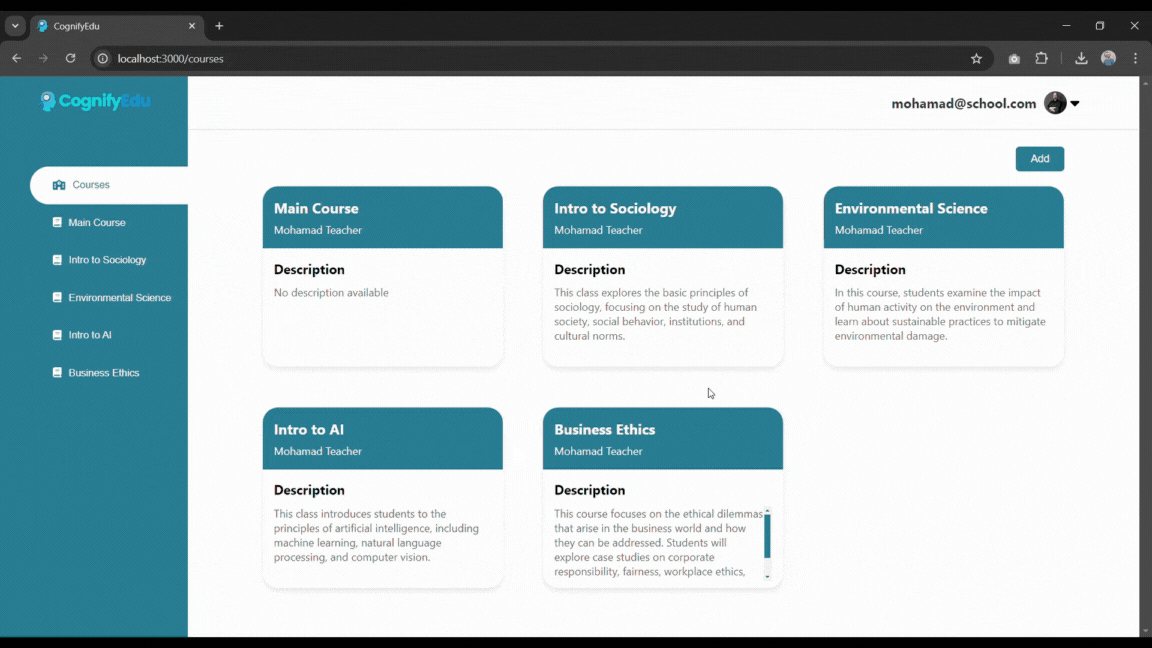 CognifyEdu
localhost:3000/courses
CognifyEdu
mohamad@school.com
Courses
Main Course
Intro to Sociology
Environmental Science
Intro to AI
Business Ethics
Add
Main Course
Mohamad Teacher
Description
No description available
Intro to Sociology
Mohamad Teacher
Description
This class explores the basic principles of
sociology, focusing on the study of human
society, social behavior, institutions, and
cultural norms.
Environmental Science
Mohamad Teacher
Description
In this course, students examine the impact
of human activity on the environment and
learn about sustainable practices to mitigate
environmental damage.
Intro to AI
Mohamad Teacher
Description
This class introduces students to the
principles of artificial intelligence, including
machine learning, natural language
processing, and computer vision.
Business Ethics
Mohamad Teacher
Description
This course focuses on the ethical dilemmas
that arise in the business world and how
they can be addressed. Students will
explore case studies on corporate
responsibility, fairness, workplace ethics,